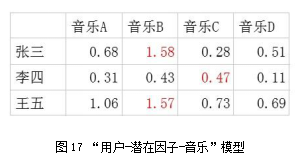 音乐A 音乐B 音乐C 音乐D
张三 0.68 1.58 0.28 0.51
李四 0.31 0.43 0.47 0.11
王五 1.06 1.57 0.73 0.69
图 17 “用户-潜在因子-音乐”模型